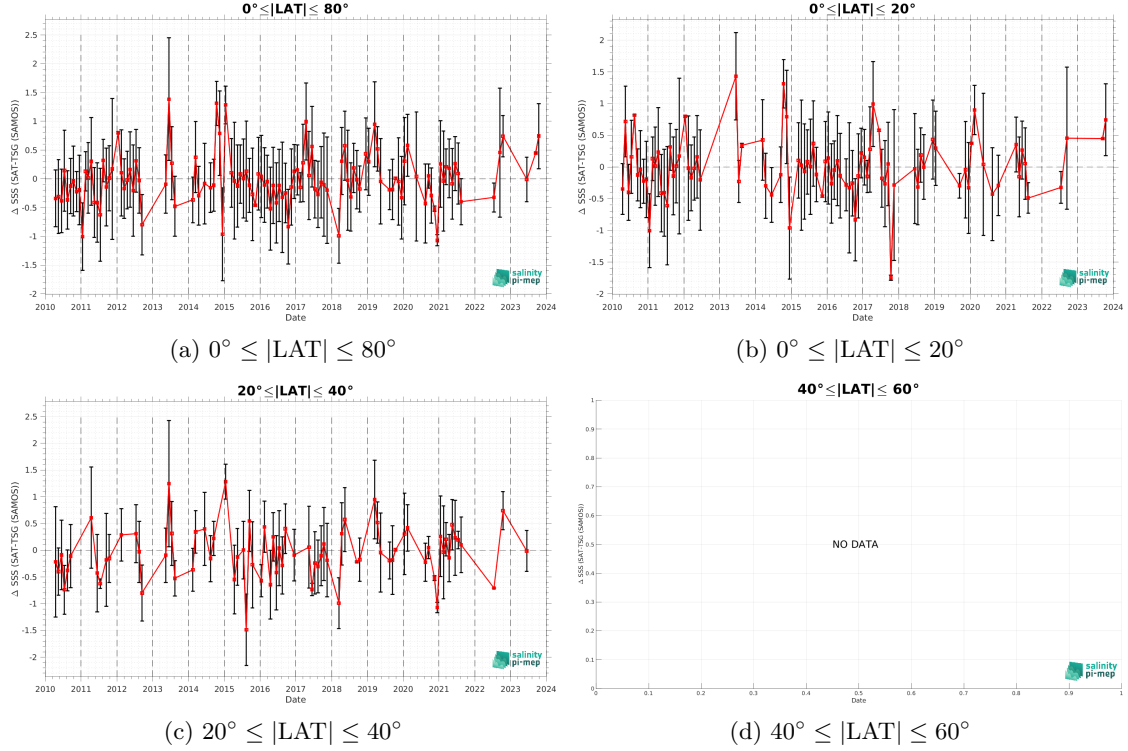 0°≤|LAT|≤ 80°
Δ SSS (SAT-TSG (SAMOS))
2.5
2
1.5
1
0.5
0
-0.5
-1
-1.5
-2
2010 2011 2012 2013 2014 2015 2016 2017 2018 2019 2020 2021 2022 2023 2024
Date
salinity
pi-mep
(a) 0° ≤ |LAT| ≤ 80°
0°≤|LAT|≤ 20°
Δ SSS (SAT-TSG (SAMOS))
2
1.5
1
0.5
0
-0.5
-1
-1.5
-2
2010 2011 2012 2013 2014 2015 2016 2017 2018 2019 2020 2021 2022 2023 2024
Date
salinity
pi-mep
(b) 0° ≤ |LAT| ≤ 20°
20°≤|LAT|≤ 40°
Δ SSS (SAT-TSG (SAMOS))
2.5
2
1.5
1
0.5
0
-0.5
-1
-1.5
-2
2010 2011 2012 2013 2014 2015 2016 2017 2018 2019 2020 2021 2022 2023 2024
Date
salinity
pi-mep
(c) 20° ≤ |LAT| ≤ 40°
40°≤|LAT|≤ 60°
Δ SSS (SAT-TSG (SAMOS))
1
0.9
0.8
0.7
0.6
0.5
0.4
0.3
0.2
0.1
0
NO DATA
0 0.1 0.2 0.3 0.4 0.5 0.6 0.7 0.8 0.9 1
Date
salinity
pi-mep
(d) 40° ≤ |LAT| ≤ 60°